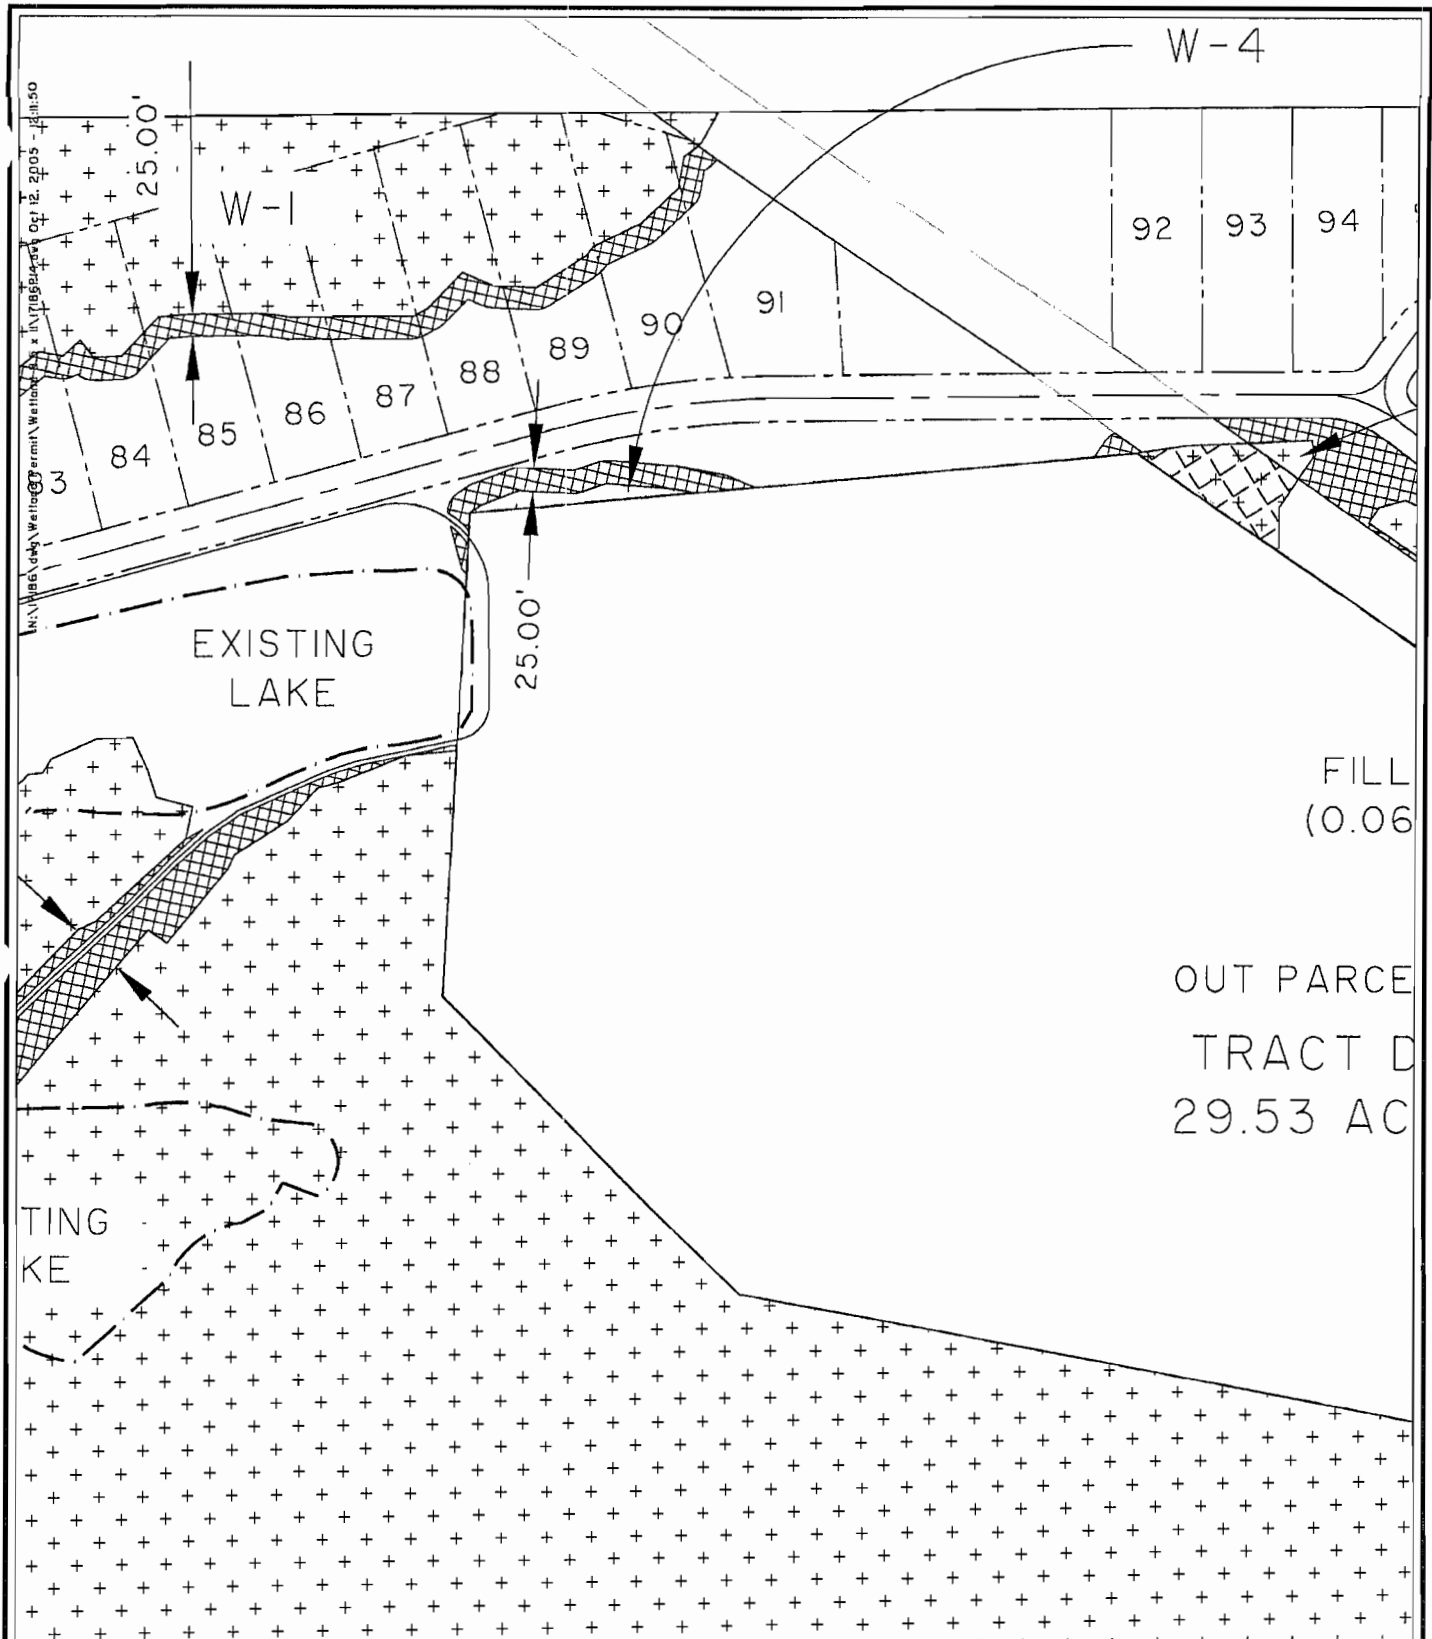 W-4
25.00'
W-1
92
93
94
91
90
89
88
87
86
85
84
EXISTING
LAKE
25.00'
FILL
(0.06
OUT PARCE
TRACT D
29.53 AC
TING
KE